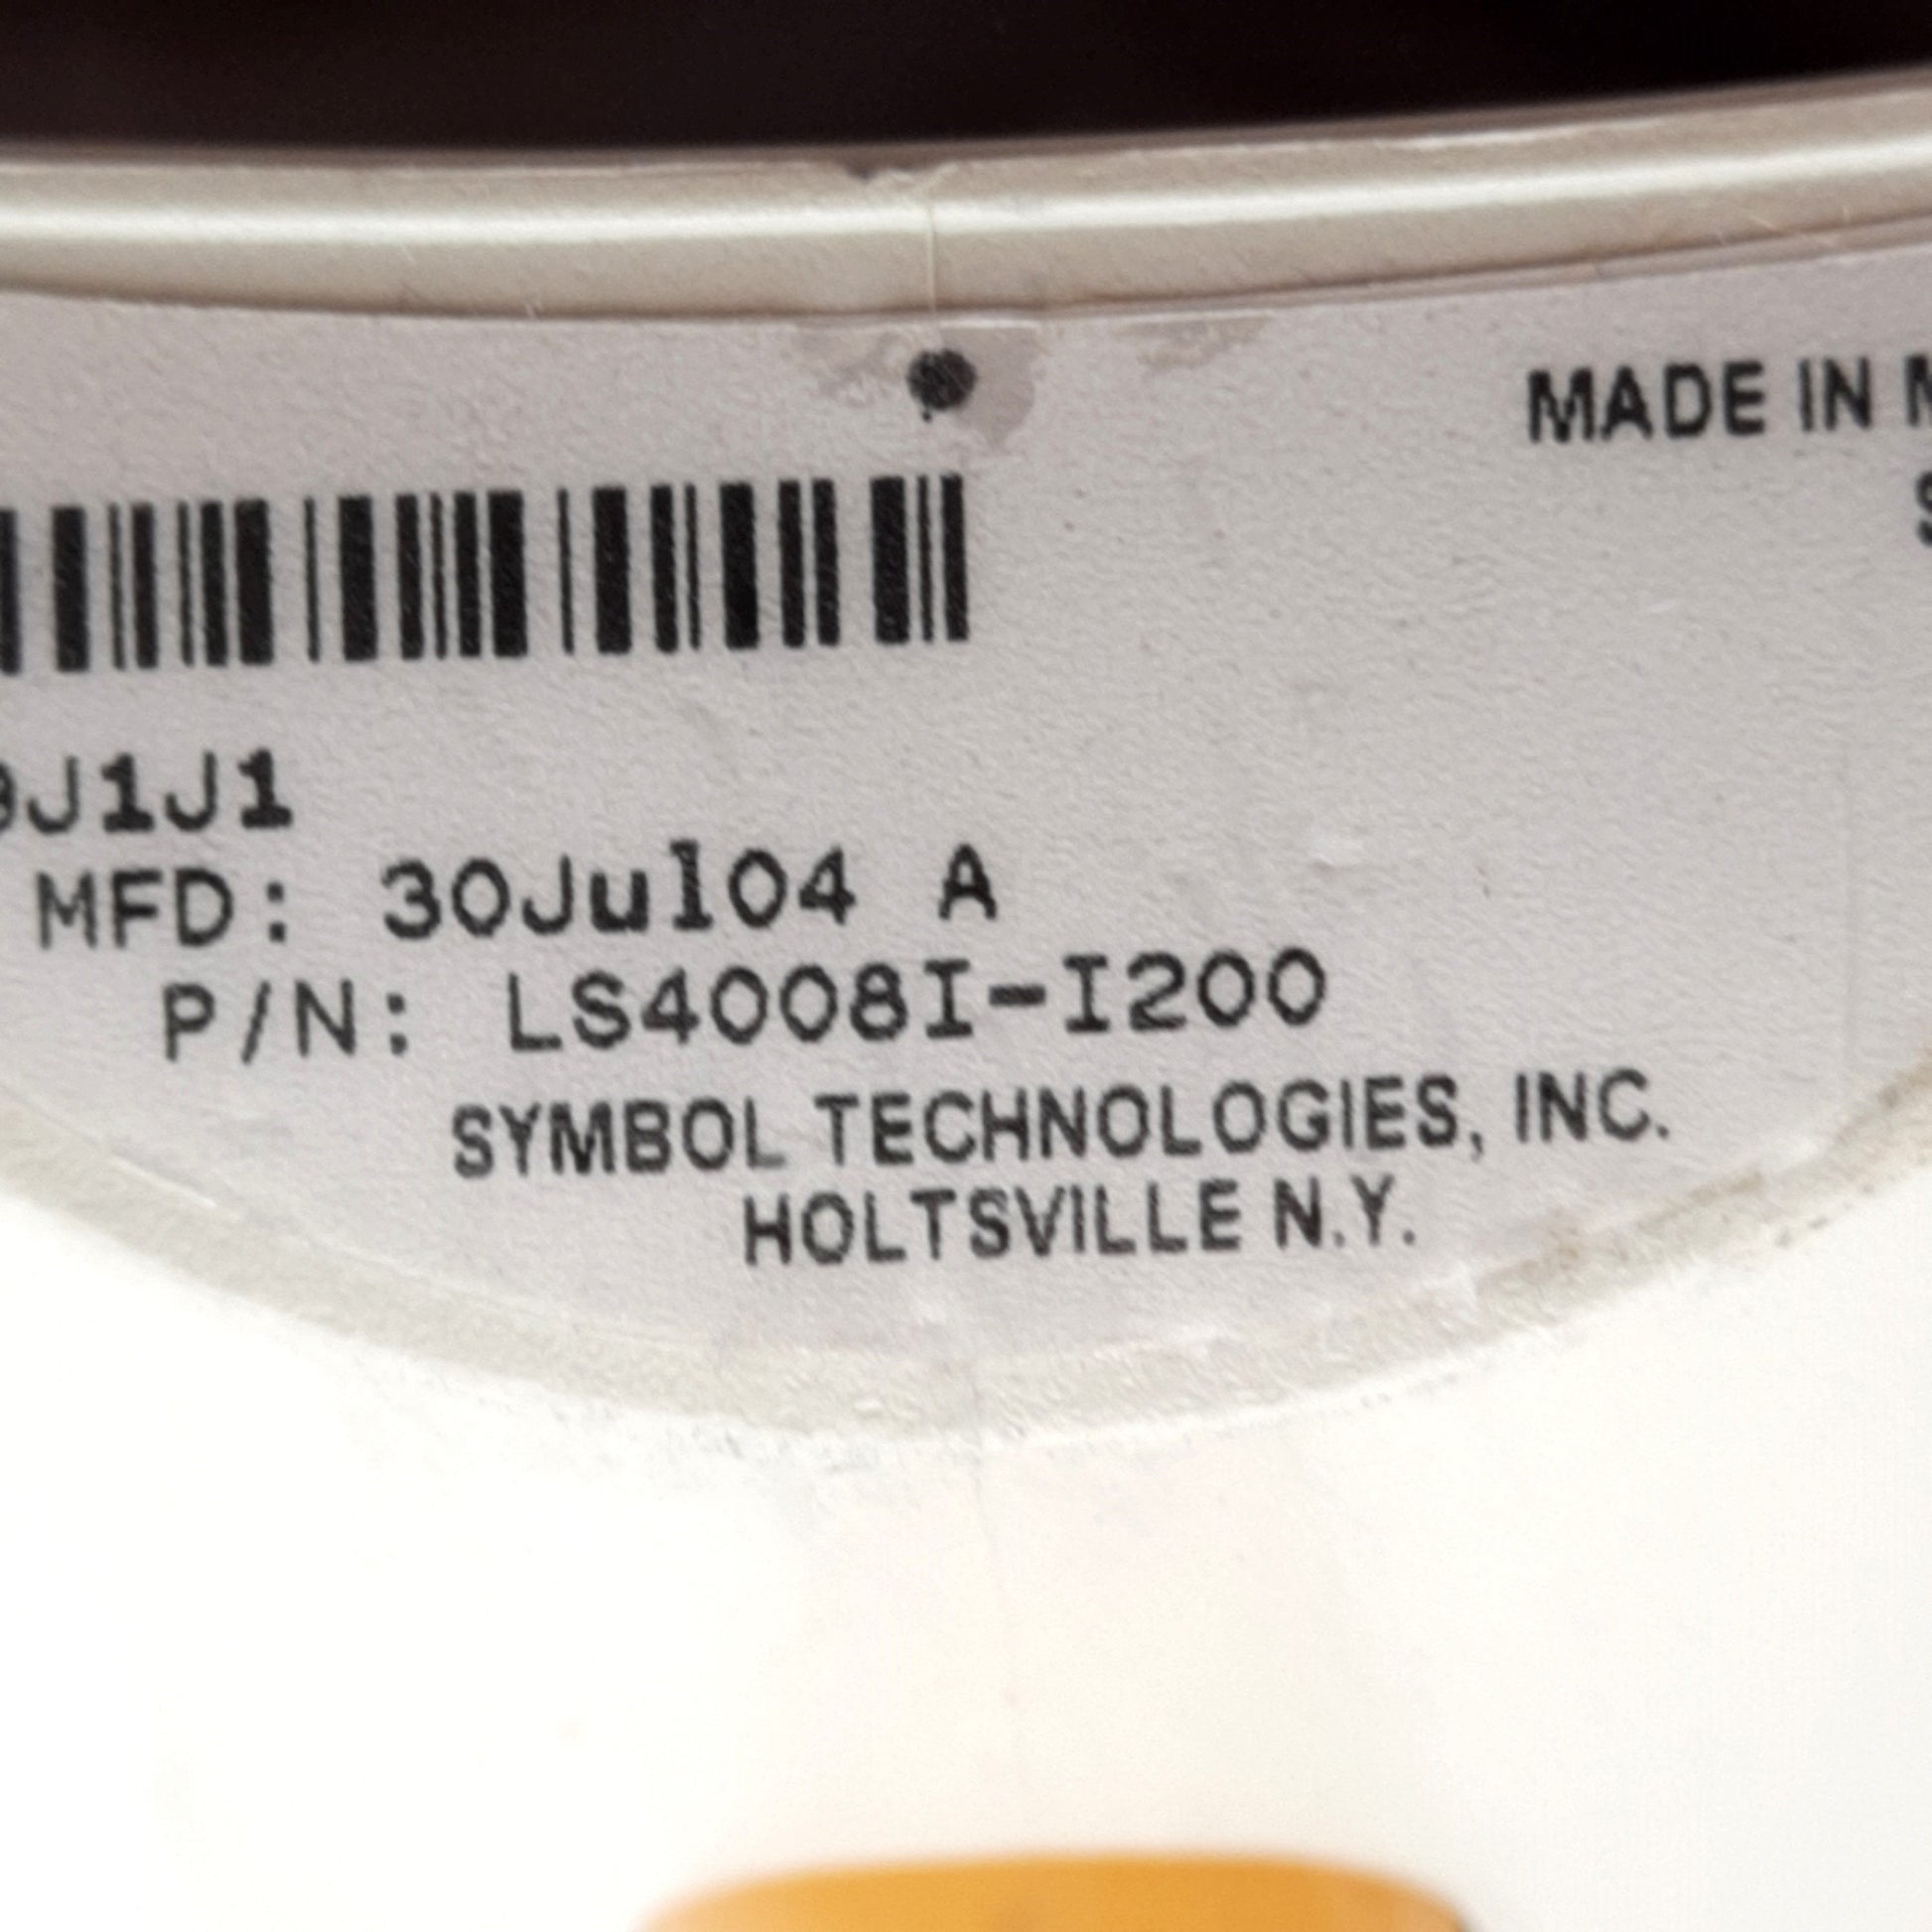 MADE IN
J1J1
MFD: 30Jul04 A
P/N: LS4008I-I200
SYMBOL TECHNOLOGIES, INC.
HOLTSVILLE N.Y.